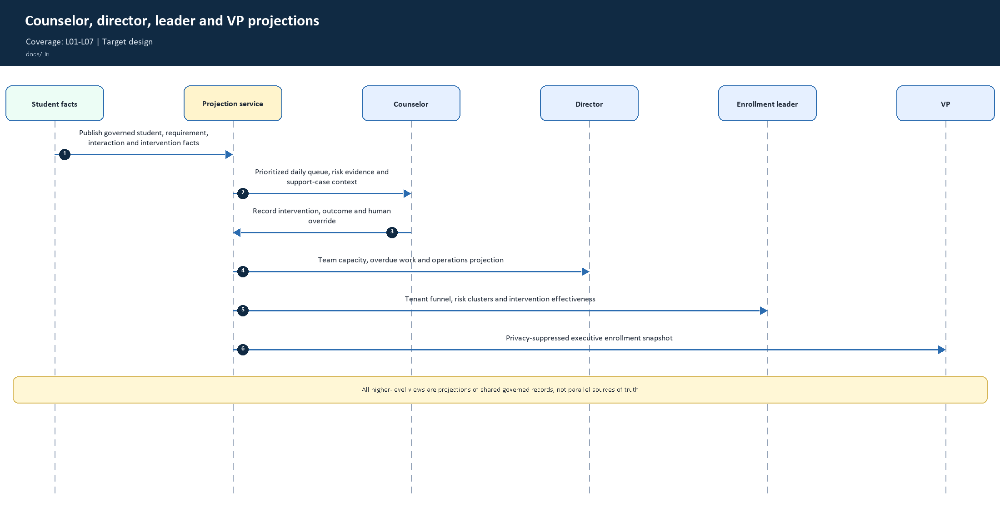 Counselor, director, leader and VP projections
Coverage: L01-L07 | Target design
docs/06
Student facts
Projection service
Counselor
Director
Enrollment leader
VP
Publish governed student, requirement,
interaction and intervention facts
1
Prioritized daily queue, risk evidence and
support-case context
2
Record intervention, outcome and human
override
3
Team capacity, overdue work and operations projection
4
Tenant funnel, risk clusters and intervention effectiveness
5
Privacy-suppressed executive enrollment snapshot
6
All higher-level views are projections of shared governed records, not parallel sources of truth